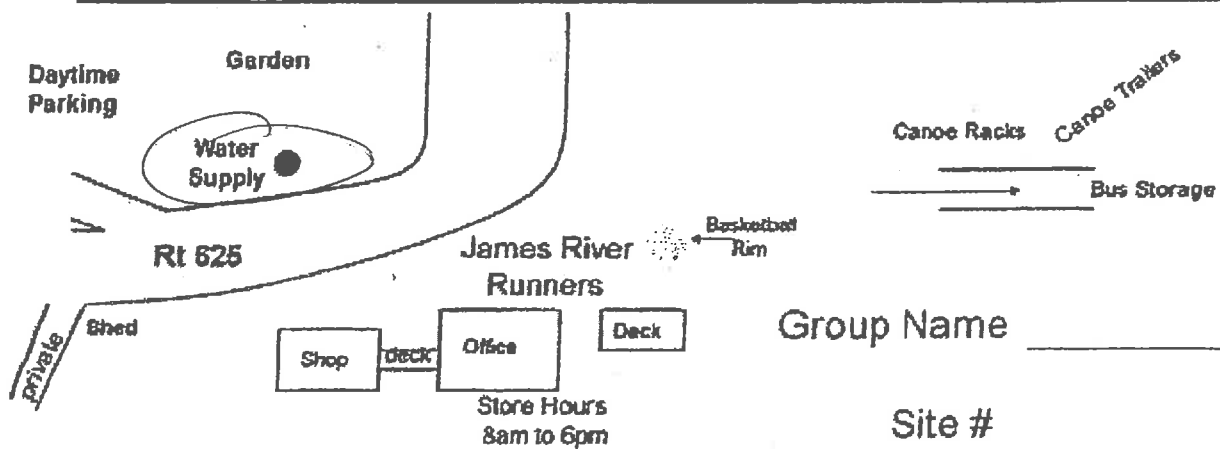 Daytime
Parking
Garden
Water
Supply
Canoe Racks
Canoe Trailers
Bus Storage
Rt 625
James River
Runners
Basketball
Rim
private
Shed
Shop
deck
Office
Deck
Group Name
Store Hours
8am to 6pm
Site #